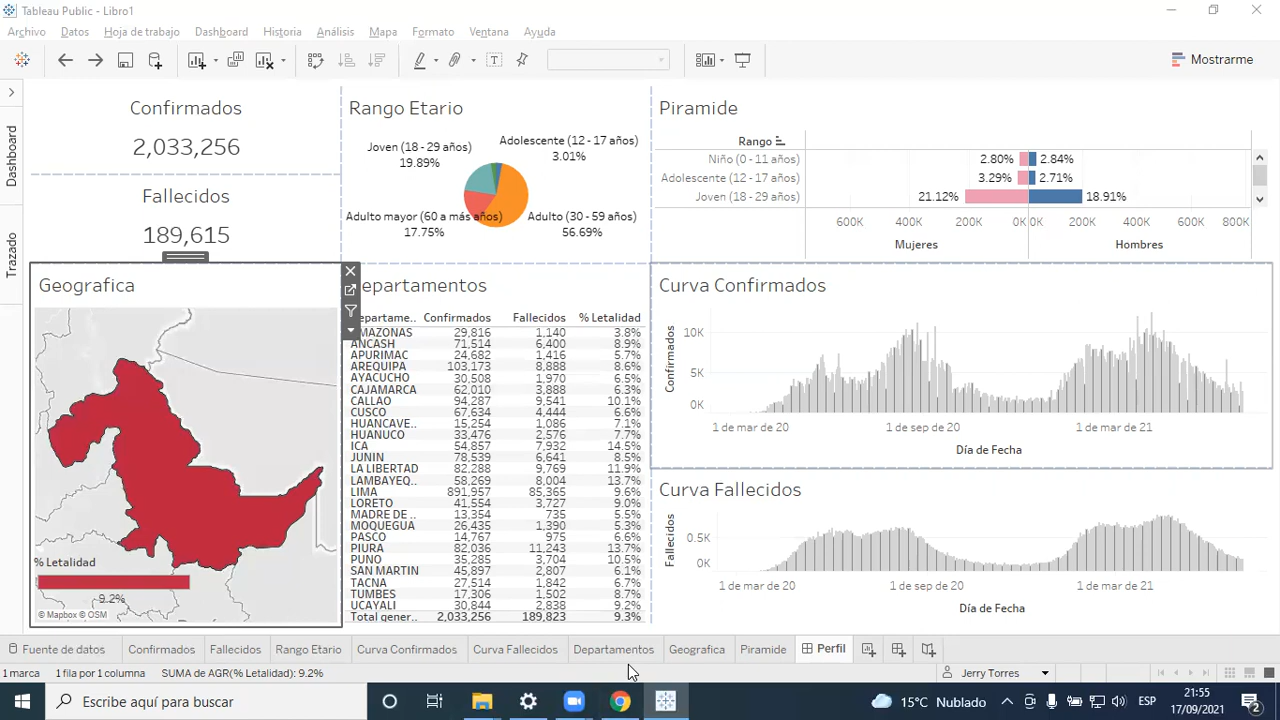 Tableau Public - Libro1
Archivo Datos Hoja de trabajo Dashboard Historia Análisis Mapa Formato Ventana Ayuda
Mostrarme
Dashboard
Trazado
Confirmados
2,033,256
Fallecidos
189,615
Rango Etario
Joven (18 - 29 años)
19.89%
Adolescente (12 - 17 años)
3.01%
Adulto mayor (60 a más años)
17.75%
Adulto (30 - 59 años)
56.69%
Piramide
Rango
Niño (0 - 11 años) 2.80% 2.84%
Adolescente (12 - 17 años) 3.29% 2.71%
Joven (18 - 29 años) 21.12% 18.91%
600K 400K 200K 0K 0K 200K 400K 600K 800K
Mujeres Hombres
Geografica
% Letalidad
9.2%
© Mapbox © OSM
epartamentos
epartame.. Confirmados Fallecidos % Letalidad
MAZONAS 29,816 1,140 3.8%
ANCASH 71,514 6,400 8.9%
APURIMAC 24,682 1,416 5.7%
AREQUIPA 103,173 8,888 8.6%
AYACUCHO 30,508 1,970 6.5%
CAJAMARCA 62,010 3,888 6.3%
CALLAO 94,287 9,541 10.1%
CUSCO 67,634 4,444 6.6%
HUANCAVE.. 15,254 1,086 7.1%
HUANUCO 33,476 2,576 7.7%
ICA 54,857 7,932 14.5%
JUNIN 78,539 6,641 8.5%
LA LIBERTAD 82,288 9,769 11.9%
LAMBAYEQ.. 58,269 8,004 13.7%
LIMA 891,957 85,365 9.6%
LORETO 41,554 3,727 9.0%
MADRE DE .. 13,354 735 5.5%
MOQUEGUA 26,435 1,390 5.3%
PASCO 14,767 975 6.6%
PIURA 82,036 11,243 13.7%
PUNO 35,285 3,704 10.5%
SAN MARTIN 45,897 2,807 6.1%
TACNA 27,514 1,842 6.7%
TUMBES 17,306 1,502 8.7%
UCAYALI 30,844 2,838 9.2%
Total gener.. 2,033,256 189,823 9.3%
Curva Confirmados
Confirmados
10K
5K
0K
1 de mar de 20 1 de sep de 20 1 de mar de 21
Día de Fecha
Curva Fallecidos
Fallecidos
0.5K
0K
1 de mar de 20 1 de sep de 20 1 de mar de 21
Día de Fecha
Fuente de datos Confirmados Fallecidos Rango Etario Curva Confirmados Curva Fallecidos Departamentos Geografica Piramide Perfil
1 marca 1 fila por 1 columna SUMA de AGR(% Letalidad): 9.2% Jerry Torres
Escribe aquí para buscar
15°C Nublado
ESP
21:55
17/09/2021
2